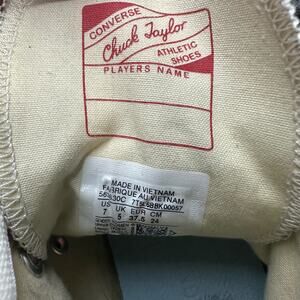 CONVERSE
Chuck Taylor
ATHLETIC
SHOES
PLAYERS NAME
MADE IN VIETNAM
FABRIQUE AU VIETNAM
US UK EUR CM
7 5 37.5 24